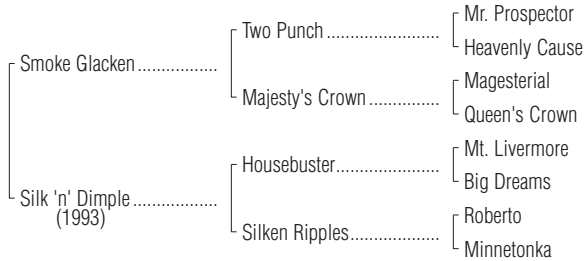 Mr. Prospector
Two Punch
Heavenly Cause
Smoke Glacken
Magesterial
Majesty's Crown
Queen's Crown
Mt. Livermore
Housebuster
Big Dreams
Silk 'n' Dimple
(1993)
Roberto
Silken Ripples
Minnetonka